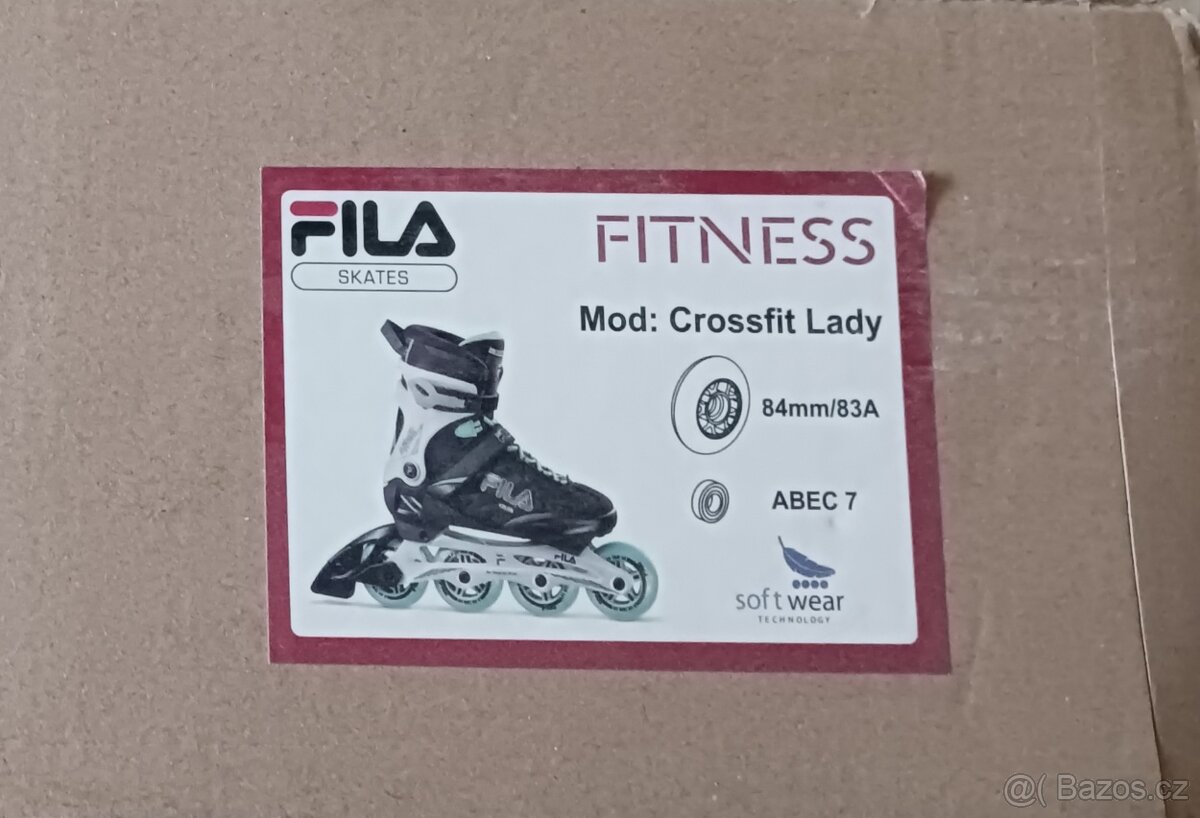 FILA
SKATES
FITNESS
Mod: Crossfit Lady
84mm/83A
ABEC 7
soft wear
TECHNOLOGY
FILA
FILA
@( Bazos.cz